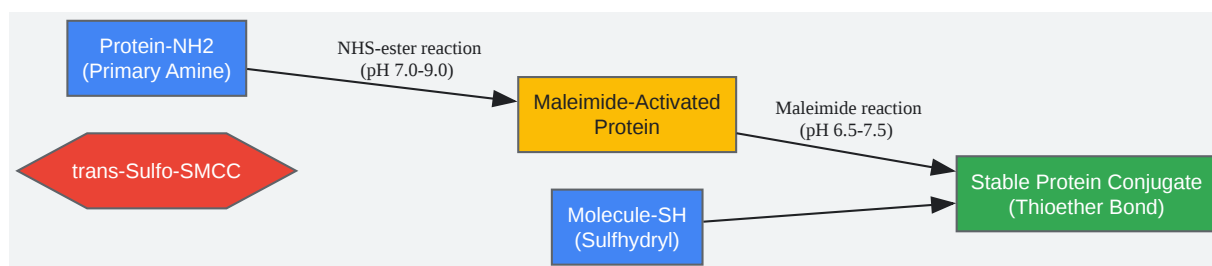 Protein-NH2
(Primary Amine)
NHS-ester reaction
(pH 7.0-9.0)
trans-Sulfo-SMCC
Maleimide-Activated
Protein
Maleimide reaction
(pH 6.5-7.5)
Molecule-SH
(Sulfhydryl)
Stable Protein Conjugate
(Thioether Bond)